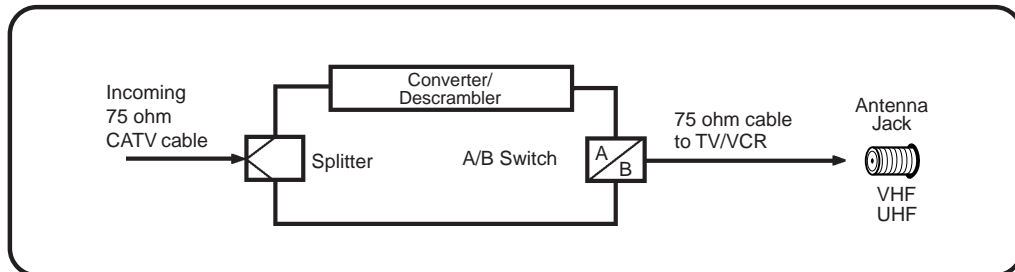 Incoming
75 ohm
CATV cable
Splitter
Converter/
Descrambler
A/B Switch
A
B
75 ohm cable
to TV/VCR
Antenna
Jack
VHF
UHF